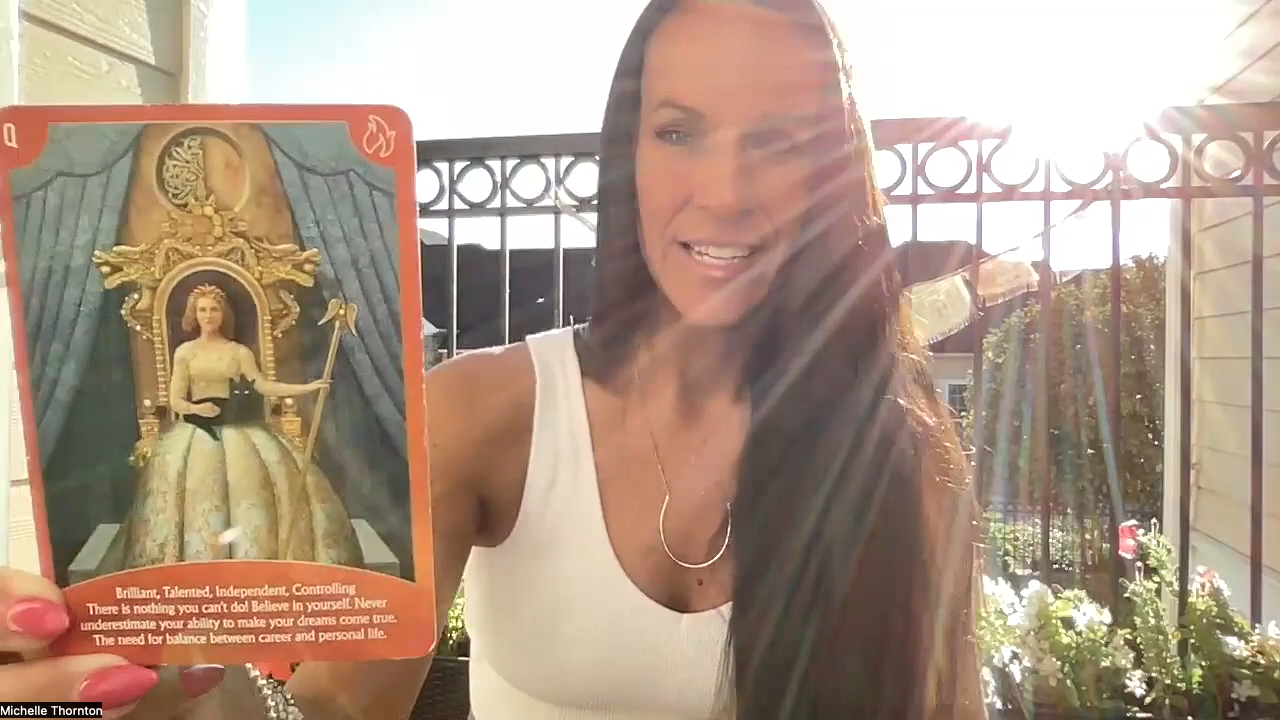 Q
Brilliant, Talented, Independent, Controlling
There is nothing you can't do! Believe in yourself. Never
underestimate your ability to make your dreams come true.
The need for balance between career and personal life.
Michelle Thornton